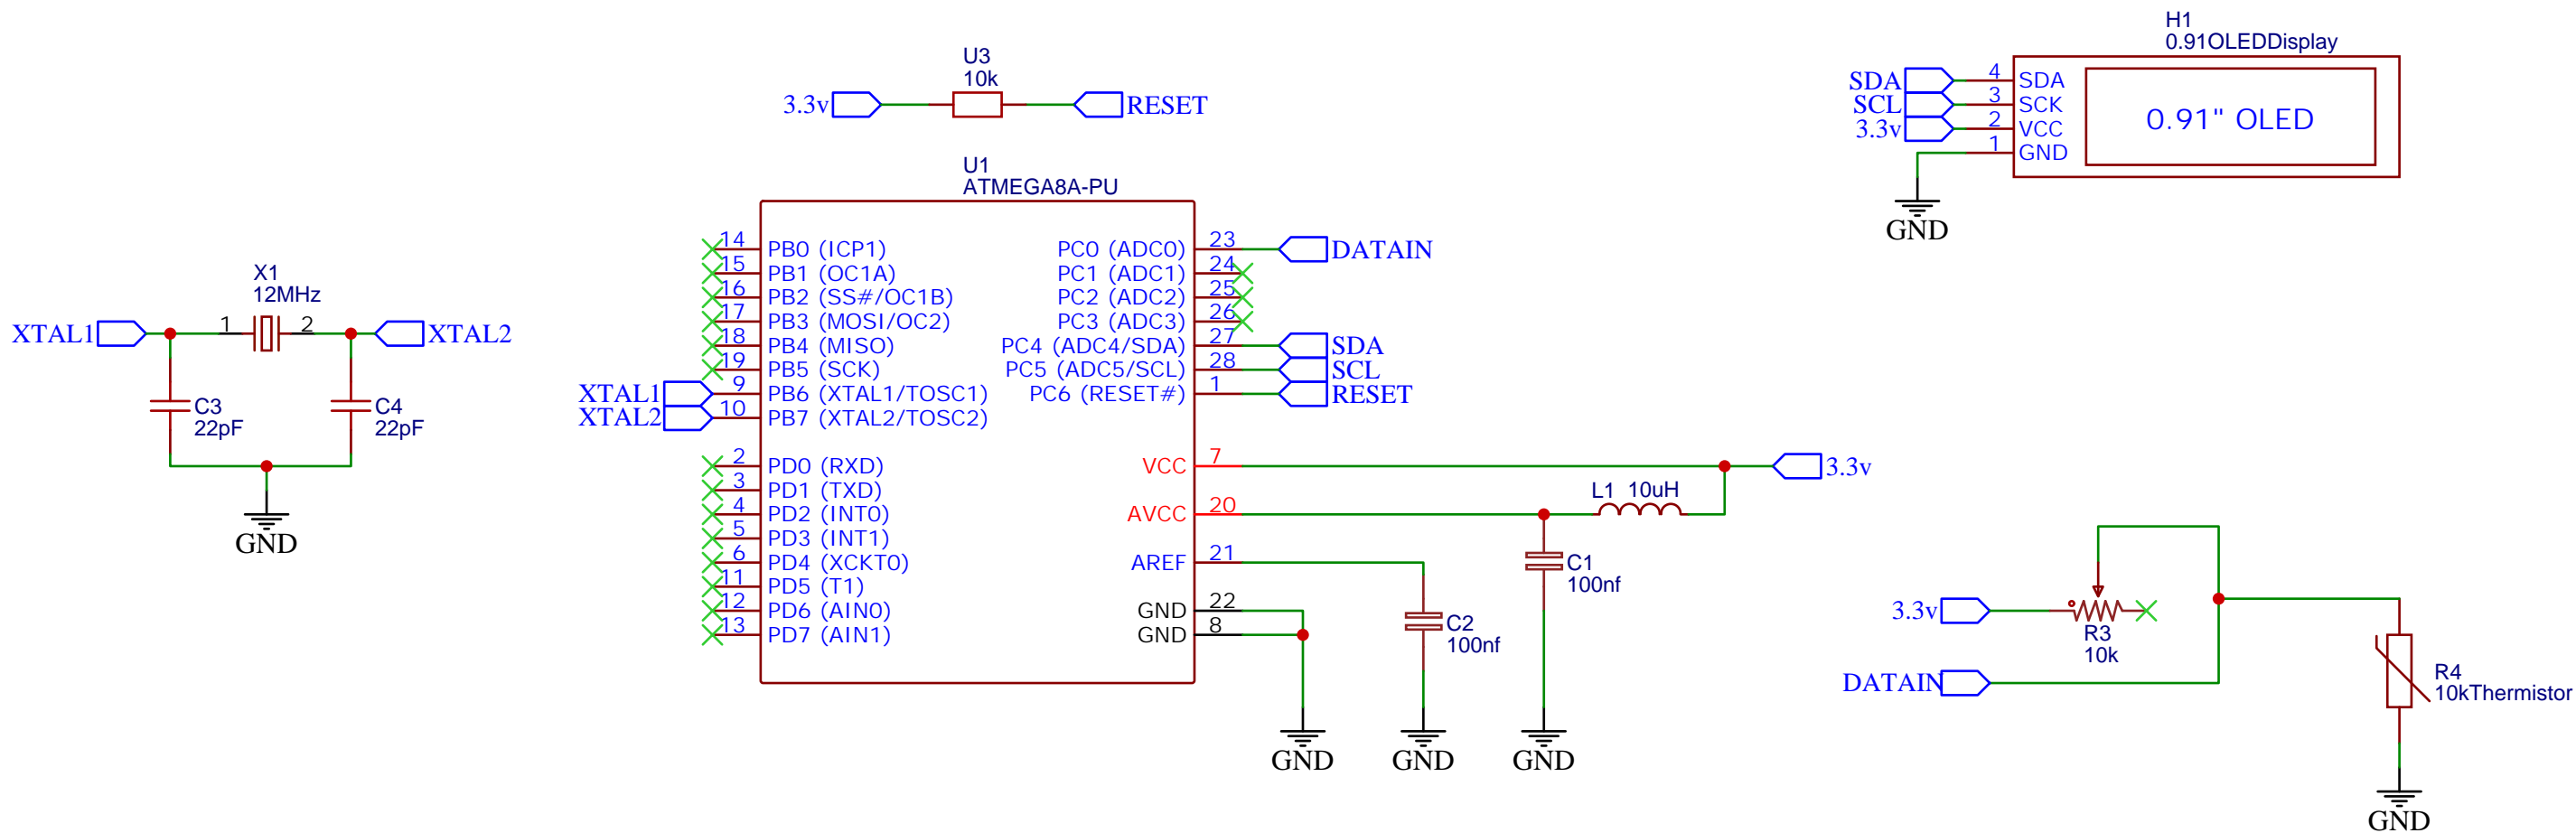 H1
0.91OLEDDisplay
SDA 4 SDA
SCL 3 SCK
3.3v 2 VCC
1 GND
0.91" OLED
GND
U3
10k
3.3v RESET
X1
12MHz
XTAL1 1 2 XTAL2
C3
22pF
C4
22pF
GND
U1
ATMEGA8A-PU
14 PB0 (ICP1)
15 PB1 (OC1A)
16 PB2 (SS#/OC1B)
17 PB3 (MOSI/OC2)
18 PB4 (MISO)
19 PB5 (SCK)
XTAL1 9 PB6 (XTAL1/TOSC1)
XTAL2 10 PB7 (XTAL2/TOSC2)
2 PD0 (RXD)
3 PD1 (TXD)
4 PD2 (INT0)
5 PD3 (INT1)
6 PD4 (XCKT0)
11 PD5 (T1)
12 PD6 (AIN0)
13 PD7 (AIN1)
PC0 (ADC0) 23 DATAIN
PC1 (ADC1) 24
PC2 (ADC2) 25
PC3 (ADC3) 26
PC4 (ADC4/SDA) 27 SDA
PC5 (ADC5/SCL) 28 SCL
PC6 (RESET#) 1 RESET
VCC 7 3.3v
AVCC 20
AREF 21
GND 22
GND 8
L1 10uH
C1
100nf
C2
100nf
GND
GND
GND
3.3v
R3
10k
DATAIN
R4
10kThermistor
GND